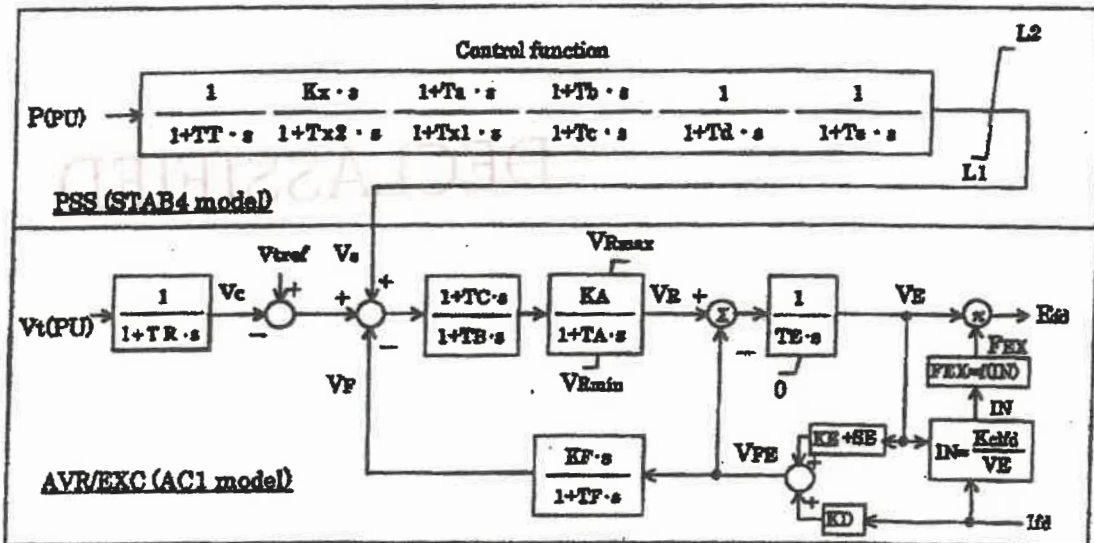 Control function
L2
P(PU)
1
1+TT · s
Kx · s
1+Tx2 · s
1+Ta · s
1+Tx1 · s
1+Tb · s
1+Tc · s
1
1+Td · s
1
1+Te · s
L1
DECLASSIFIED
PSS (STAB4 model)
Vtref
Vs
VRmax
Vt(PU)
1
1+TR · s
Vc
+
−
+
+
−
1+TC·s
1+TB·s
KA
1+TA·s
VR
+
Σ
−
1
TE·s
VE
π
Efd
VRmin
0
FEX
FEX=f(IN)
IN
VF
KF·s
1+TF·s
VFE
KE+SE
+
+
KD
IN=
KcIfd
VE
Ifd
AVR/EXC (AC1 model)